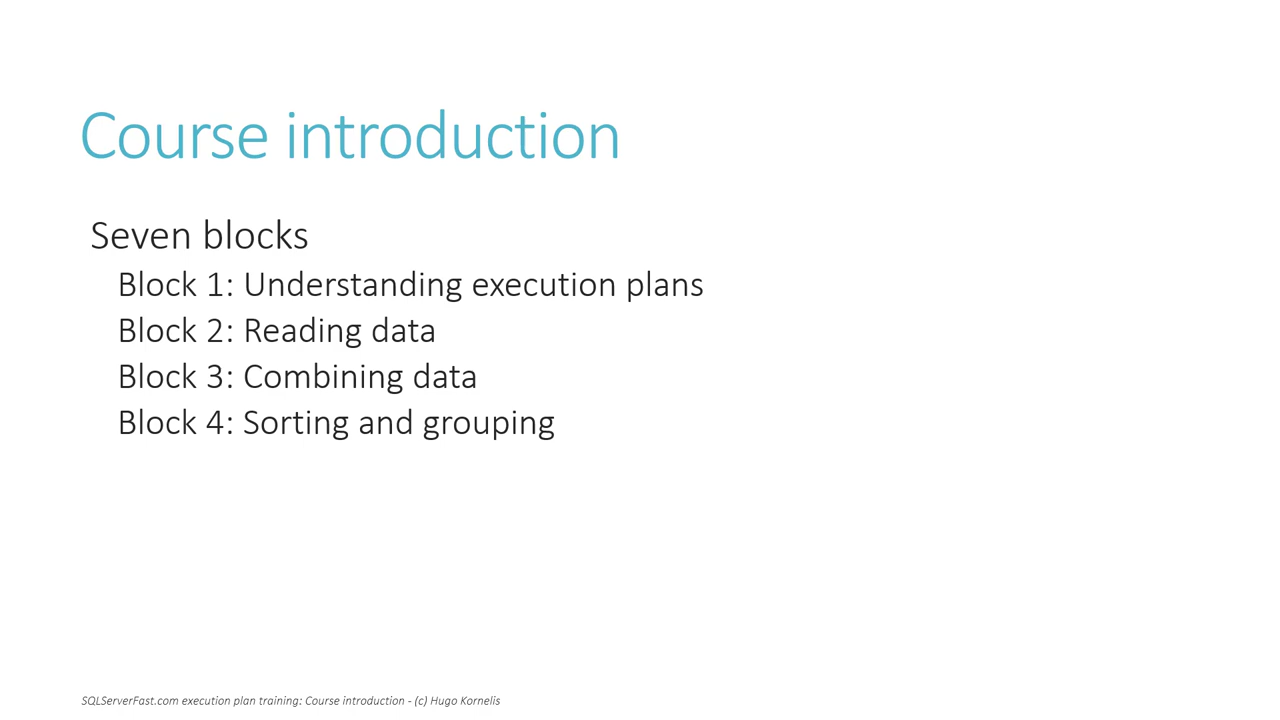 Course introduction
Seven blocks
Block 1: Understanding execution plans
Block 2: Reading data
Block 3: Combining data
Block 4: Sorting and grouping
SQLServerFast.com execution plan training: Course introduction - (c) Hugo Kornelis